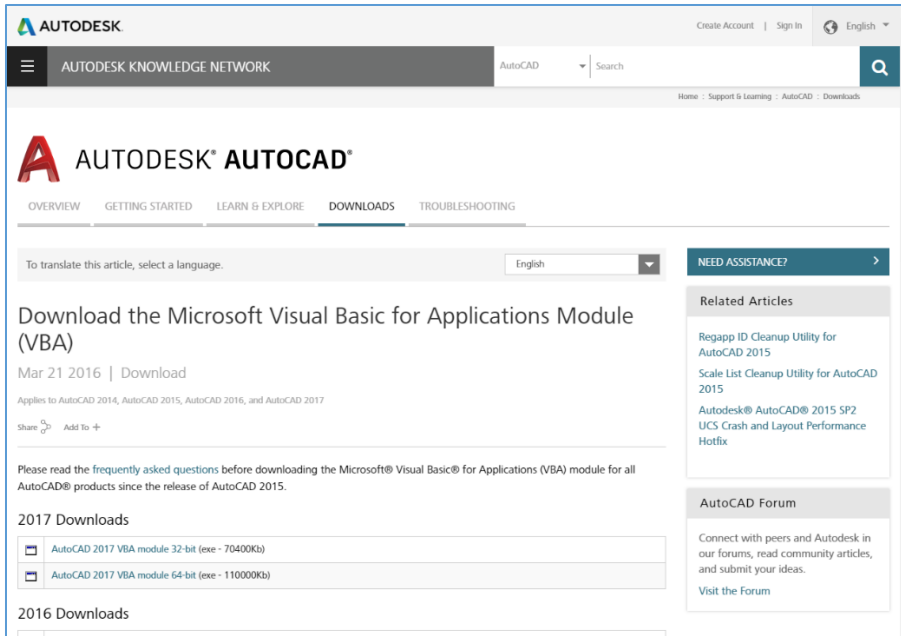 AUTODESK.
Create Account | Sign In
English
AUTODESK KNOWLEDGE NETWORK
AutoCAD
Search
Home : Support & Learning : AutoCAD : Downloads
AUTODESK® AUTOCAD®
OVERVIEW GETTING STARTED LEARN & EXPLORE DOWNLOADS TROUBLESHOOTING
To translate this article, select a language.
English
Download the Microsoft Visual Basic for Applications Module
(VBA)
Mar 21 2016 | Download
Applies to AutoCAD 2014, AutoCAD 2015, AutoCAD 2016, and AutoCAD 2017
Share Add To +
Please read the frequently asked questions before downloading the Microsoft® Visual Basic® for Applications (VBA) module for all
AutoCAD® products since the release of AutoCAD 2015.
2017 Downloads
AutoCAD 2017 VBA module 32-bit (exe - 70400Kb)
AutoCAD 2017 VBA module 64-bit (exe - 110000Kb)
2016 Downloads
NEED ASSISTANCE?
Related Articles
Regapp ID Cleanup Utility for
AutoCAD 2015
Scale List Cleanup Utility for AutoCAD
2015
Autodesk® AutoCAD® 2015 SP2
UCS Crash and Layout Performance
Hotfix
AutoCAD Forum
Connect with peers and Autodesk in
our forums, read community articles,
and submit your ideas.
Visit the Forum